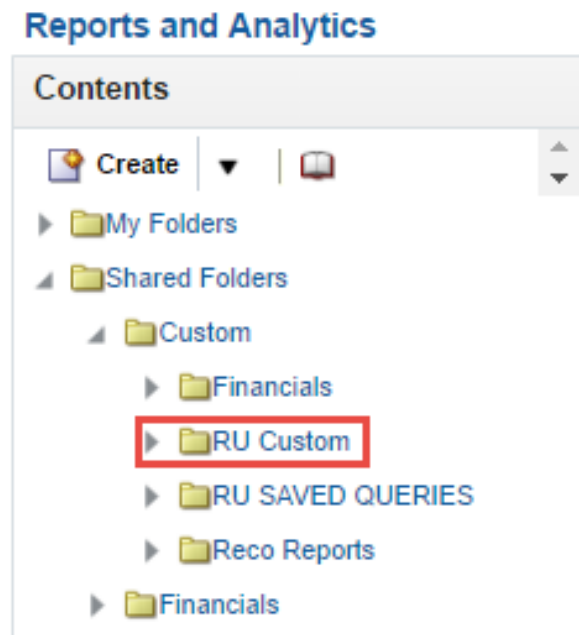 Reports and Analytics
Contents
Create
My Folders
Shared Folders
Custom
Financials
RU Custom
RU SAVED QUERIES
Reco Reports
Financials